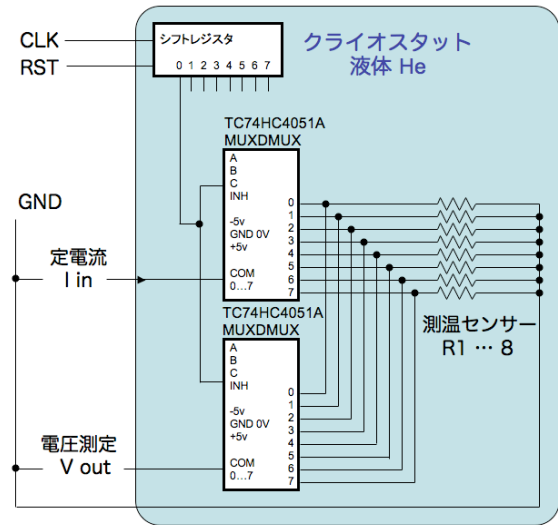 CLK
RST
シフトレジスタ
0 1 2 3 4 5 6 7
クライオスタット
液体 He
TC74HC4051A
MUXDMUX
A
B
C
INH
-5v
GND 0V
+5v
COM
0...7
0
1
2
3
4
5
6
7
GND
定電流
I in
TC74HC4051A
MUXDMUX
A
B
C
INH
-5v
GND 0V
+5v
COM
0...7
0
1
2
3
4
5
6
7
測温センサー
R1 … 8
電圧測定
V out